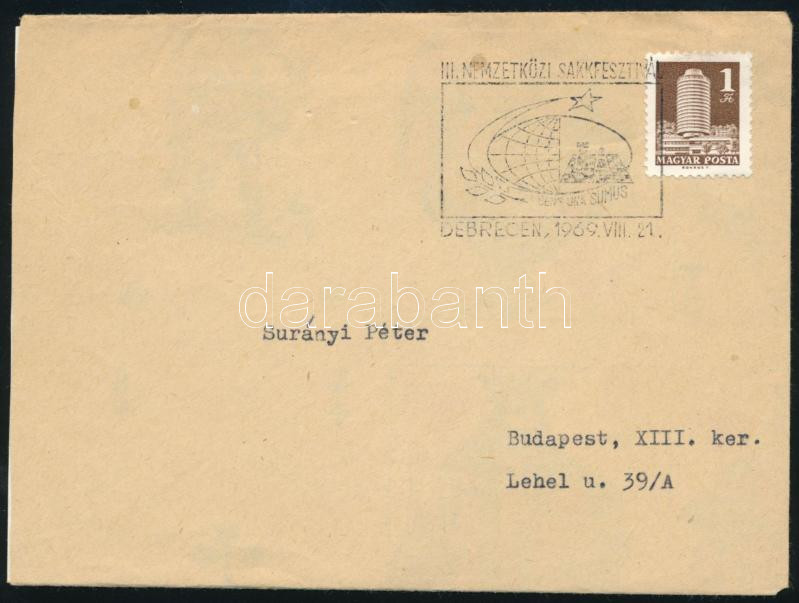 III. NEMZETKÖZI SAKKFESZTIVÁL
GENS UNA SUMUS
DEBRECEN, 1969. VIII. 21.
1
Ft
MAGYAR POSTA
darabanth
Surányi Péter
Budapest, XIII. ker.
Lehel u. 39/A